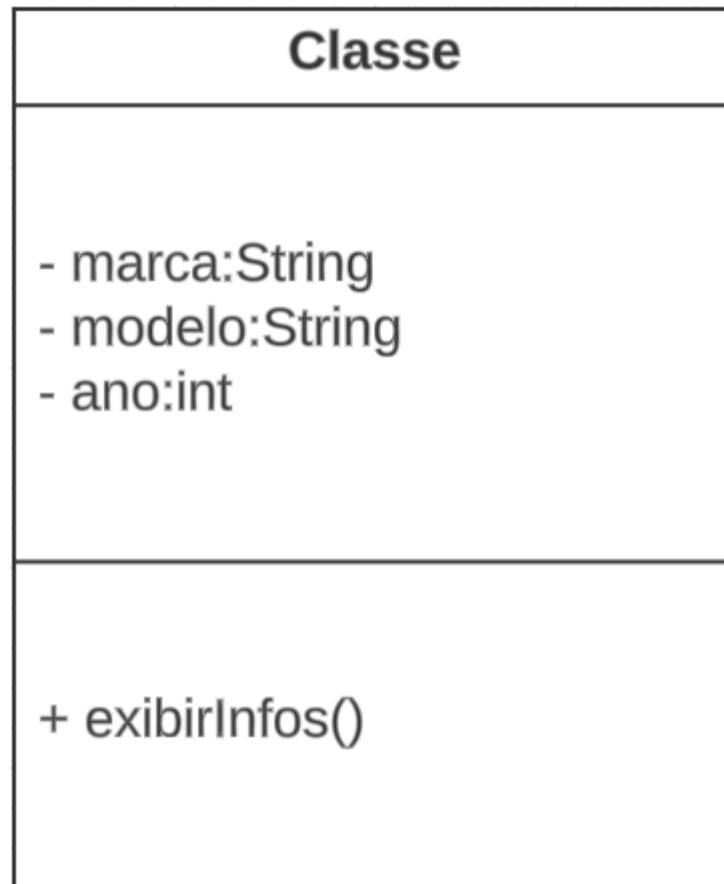 Classe
- marca:String
- modelo:String
- ano:int
+ exibirInfos()